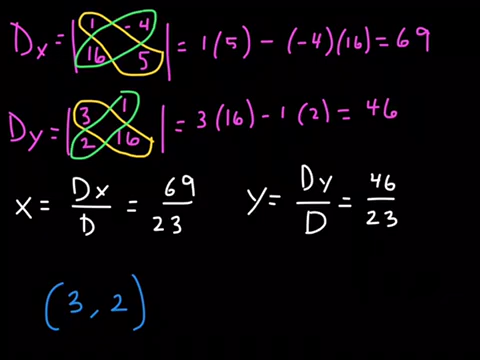 Dx = | 1 -4 | = 1(5) - (-4)(16) = 69
| 16 5 |
Dy = | 3 1 | = 3(16) - 1(2) = 46
| 2 16 |
x = Dx/D = 69/23 y = Dy/D = 46/23
(3, 2)